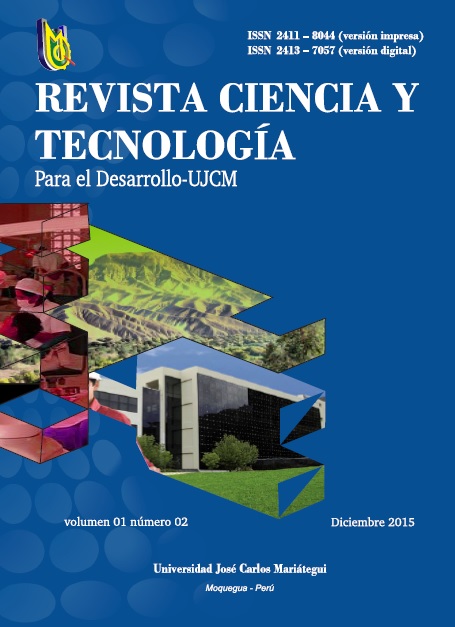 ISSN 2411 – 8044 (versión impresa)
ISSN 2413 – 7057 (versión digital)
REVISTA CIENCIA Y
TECNOLOGÍA
Para el Desarrollo-UJCM
volumen 01 número 02
Diciembre 2015
Universidad José Carlos Mariátegui
Moquegua - Perú